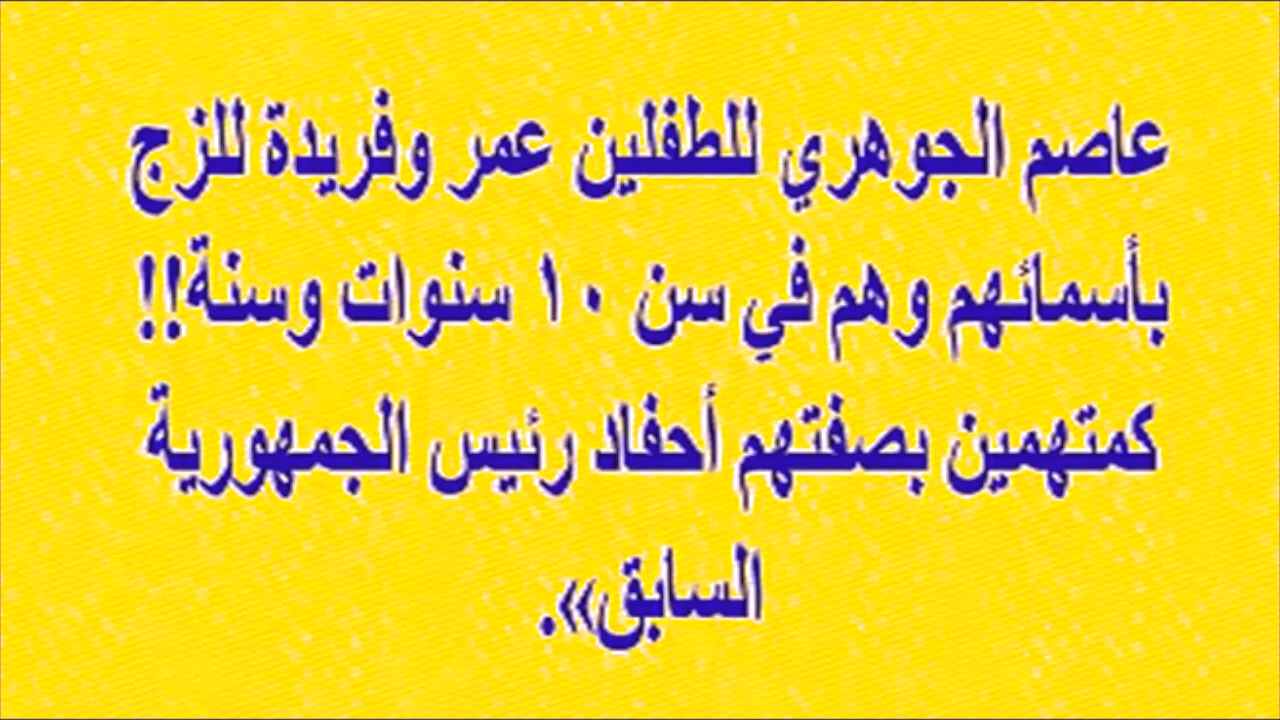 عاصم الجوهري للطفلين عمر وفريدة للزج
بأسمائهم وهم في سن ١٠ سنوات وسنة!!
كمتهمين بصفتهم أحفاد رئيس الجمهورية
السابق».